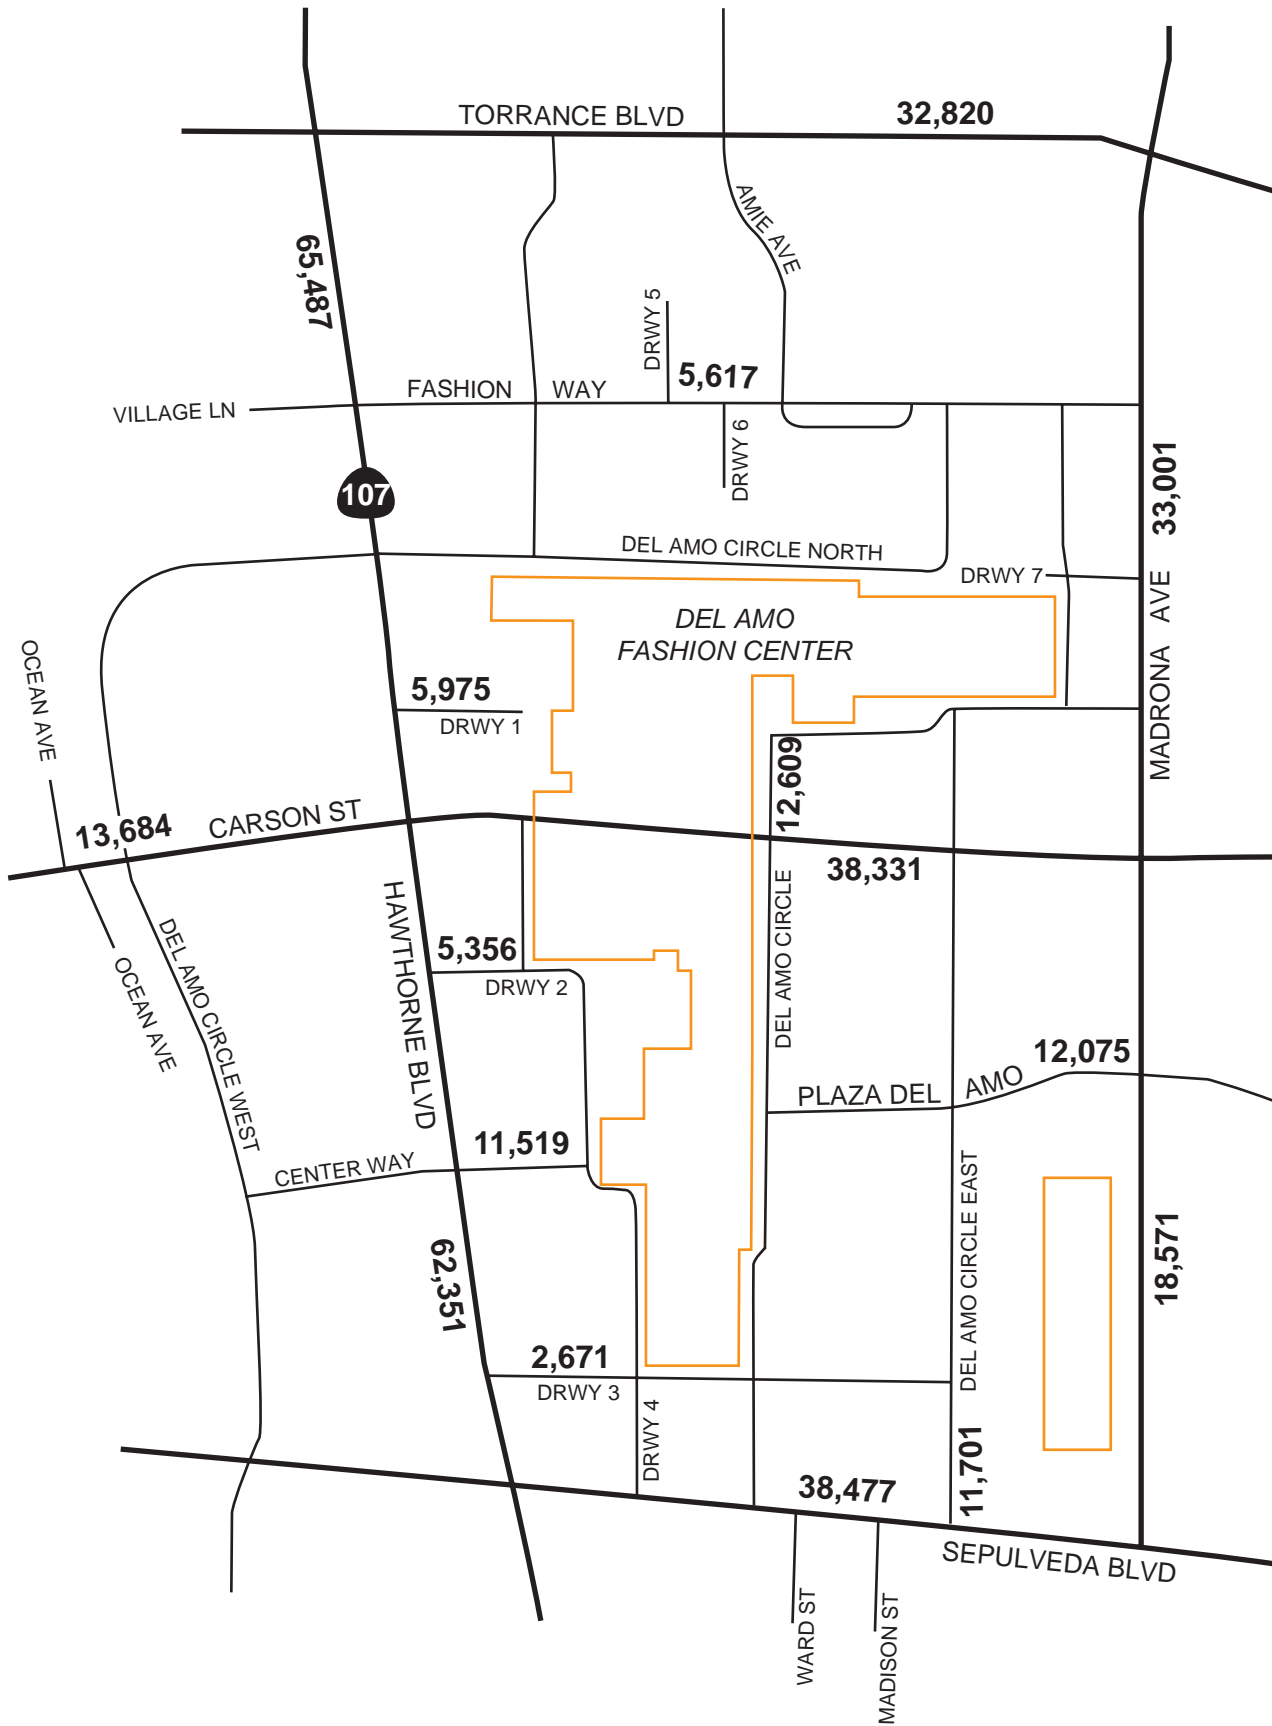 TORRANCE BLVD
32,820
AMIE AVE
65,487
DRWY 5
5,617
FASHION WAY
VILLAGE LN
DRWY 6
107
33,001
DEL AMO CIRCLE NORTH
DRWY 7
MADRONA AVE
DEL AMO
FASHION CENTER
OCEAN AVE
5,975
DRWY 1
12,609
13,684
CARSON ST
38,331
HAWTHORNE BLVD
DEL AMO CIRCLE
5,356
DRWY 2
DEL AMO CIRCLE WEST
OCEAN AVE
12,075
PLAZA DEL AMO
11,519
CENTER WAY
DEL AMO CIRCLE EAST
18,571
62,351
2,671
DRWY 3
DRWY 4
11,701
38,477
SEPULVEDA BLVD
WARD ST
MADISON ST